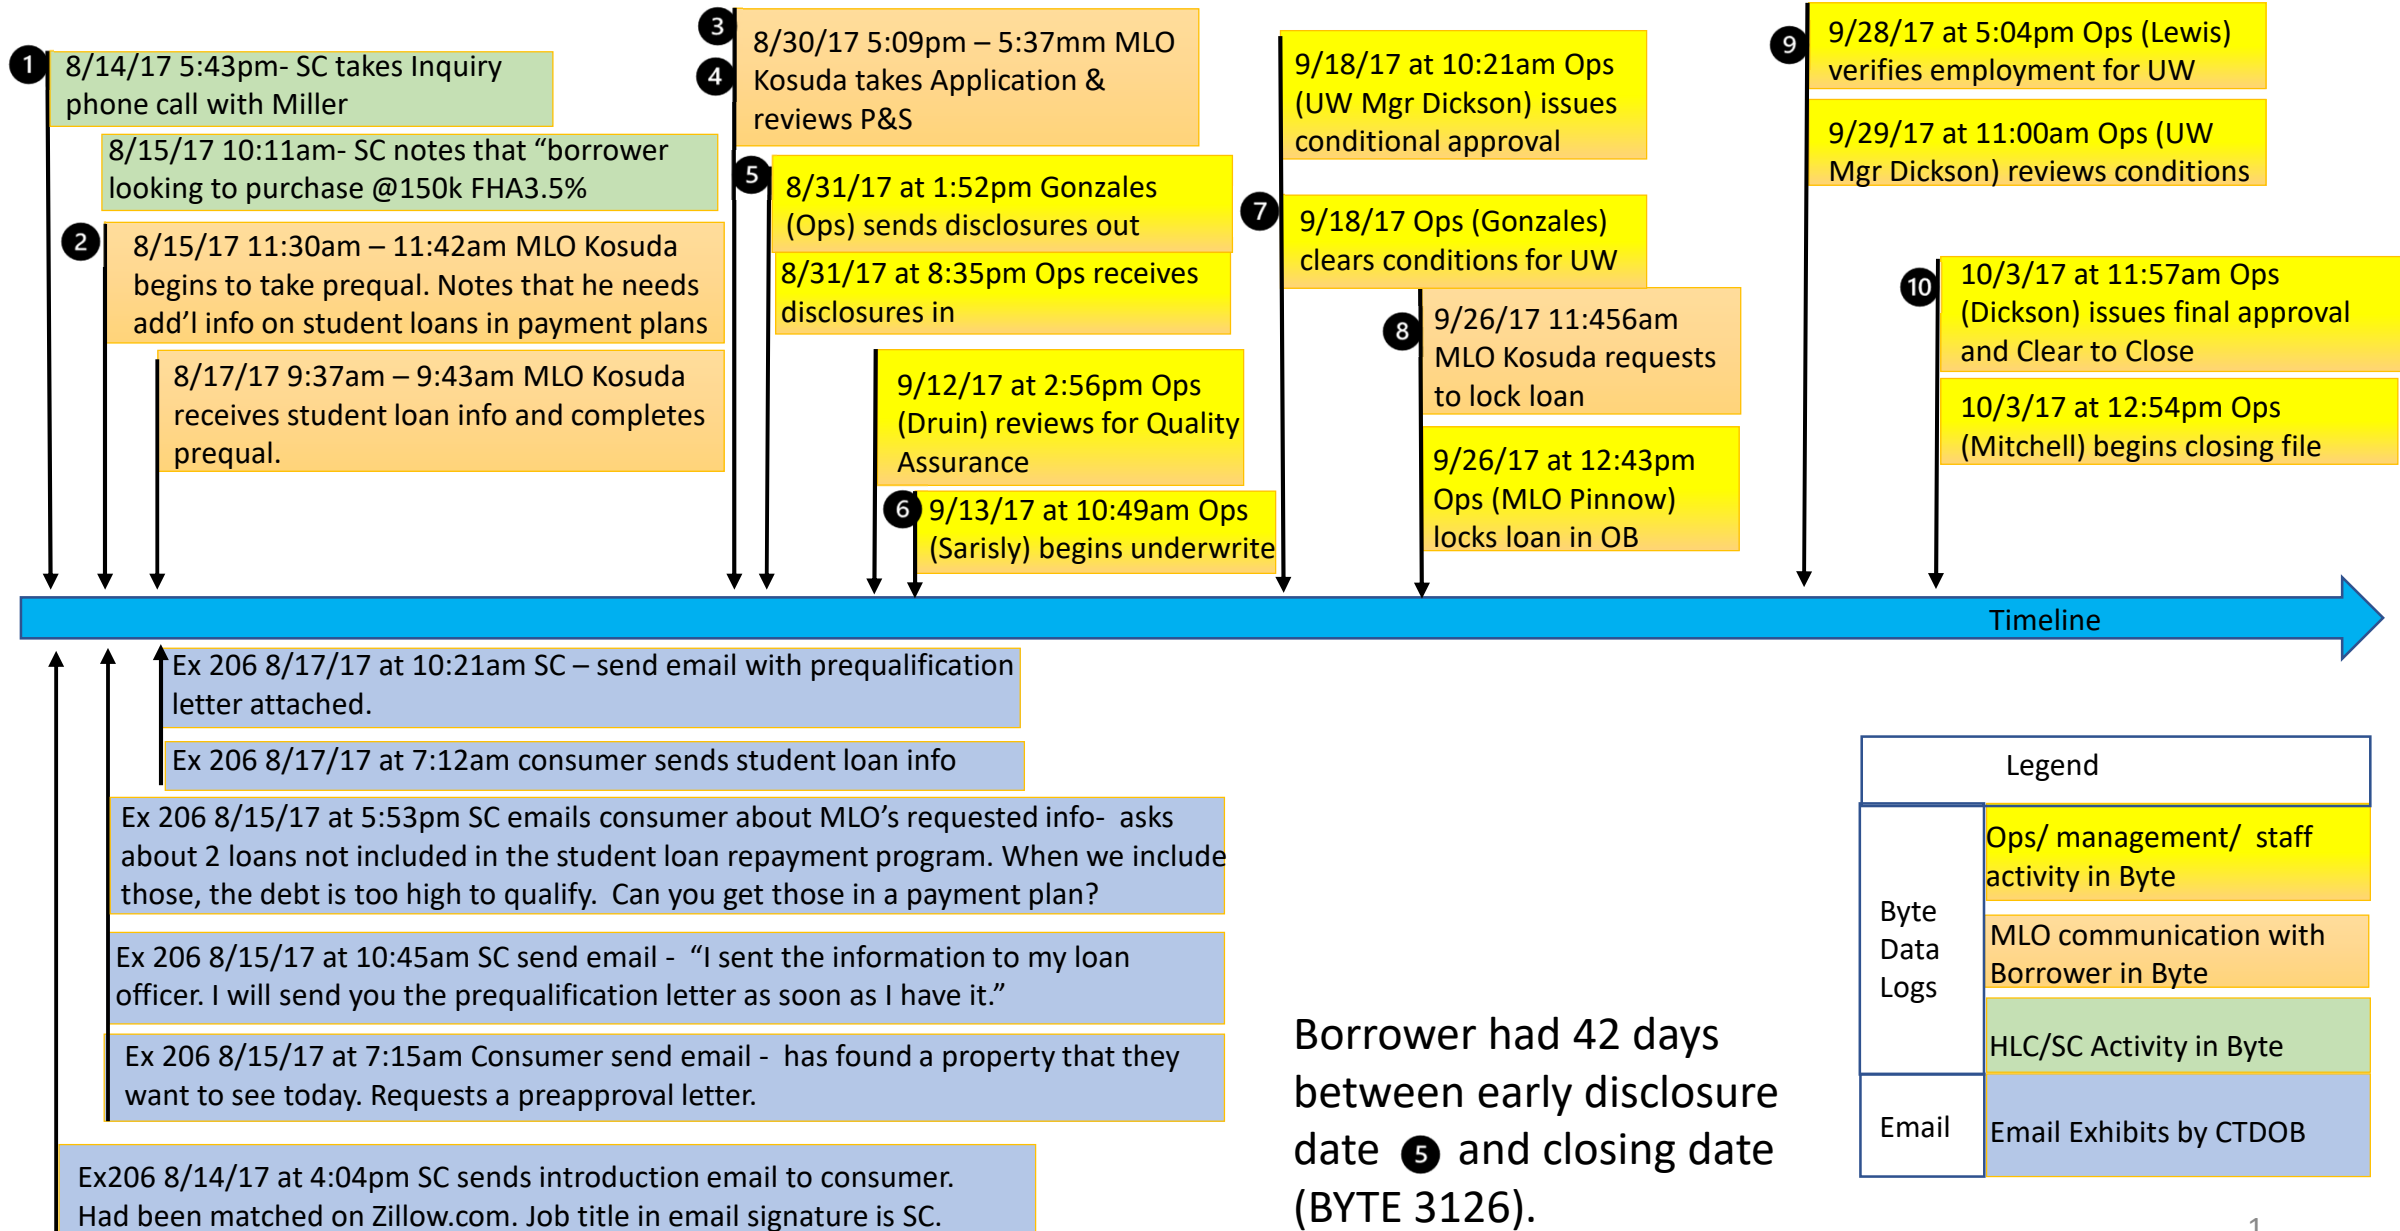 1
8/14/17 5:43pm- SC takes Inquiry
phone call with Miller
8/15/17 10:11am- SC notes that “borrower
looking to purchase @150k FHA3.5%
2
8/15/17 11:30am – 11:42am MLO Kosuda
begins to take prequal. Notes that he needs
add’l info on student loans in payment plans
8/17/17 9:37am – 9:43am MLO Kosuda
receives student loan info and completes
prequal.
3
4
8/30/17 5:09pm – 5:37mm MLO
Kosuda takes Application &
reviews P&S
5
8/31/17 at 1:52pm Gonzales
(Ops) sends disclosures out
8/31/17 at 8:35pm Ops receives
disclosures in
9/12/17 at 2:56pm Ops
(Druin) reviews for Quality
Assurance
6
9/13/17 at 10:49am Ops
(Sarisly) begins underwrite
9/18/17 at 10:21am Ops
(UW Mgr Dickson) issues
conditional approval
7
9/18/17 Ops (Gonzales)
clears conditions for UW
8
9/26/17 11:456am
MLO Kosuda requests
to lock loan
9/26/17 at 12:43pm
Ops (MLO Pinnow)
locks loan in OB
9
9/28/17 at 5:04pm Ops (Lewis)
verifies employment for UW
9/29/17 at 11:00am Ops (UW
Mgr Dickson) reviews conditions
10
10/3/17 at 11:57am Ops
(Dickson) issues final approval
and Clear to Close
10/3/17 at 12:54pm Ops
(Mitchell) begins closing file
Timeline
Ex 206 8/17/17 at 10:21am SC – send email with prequalification
letter attached.
Ex 206 8/17/17 at 7:12am consumer sends student loan info
Ex 206 8/15/17 at 5:53pm SC emails consumer about MLO’s requested info- asks
about 2 loans not included in the student loan repayment program. When we include
those, the debt is too high to qualify. Can you get those in a payment plan?
Ex 206 8/15/17 at 10:45am SC send email - “I sent the information to my loan
officer. I will send you the prequalification letter as soon as I have it.”
Ex 206 8/15/17 at 7:15am Consumer send email - has found a property that they
want to see today. Requests a preapproval letter.
Ex206 8/14/17 at 4:04pm SC sends introduction email to consumer.
Had been matched on Zillow.com. Job title in email signature is SC.
Borrower had 42 days
between early disclosure
date 5 and closing date
(BYTE 3126).
Legend
Byte
Data
Logs
Ops/ management/ staff
activity in Byte
MLO communication with
Borrower in Byte
HLC/SC Activity in Byte
Email
Email Exhibits by CTDOB
1